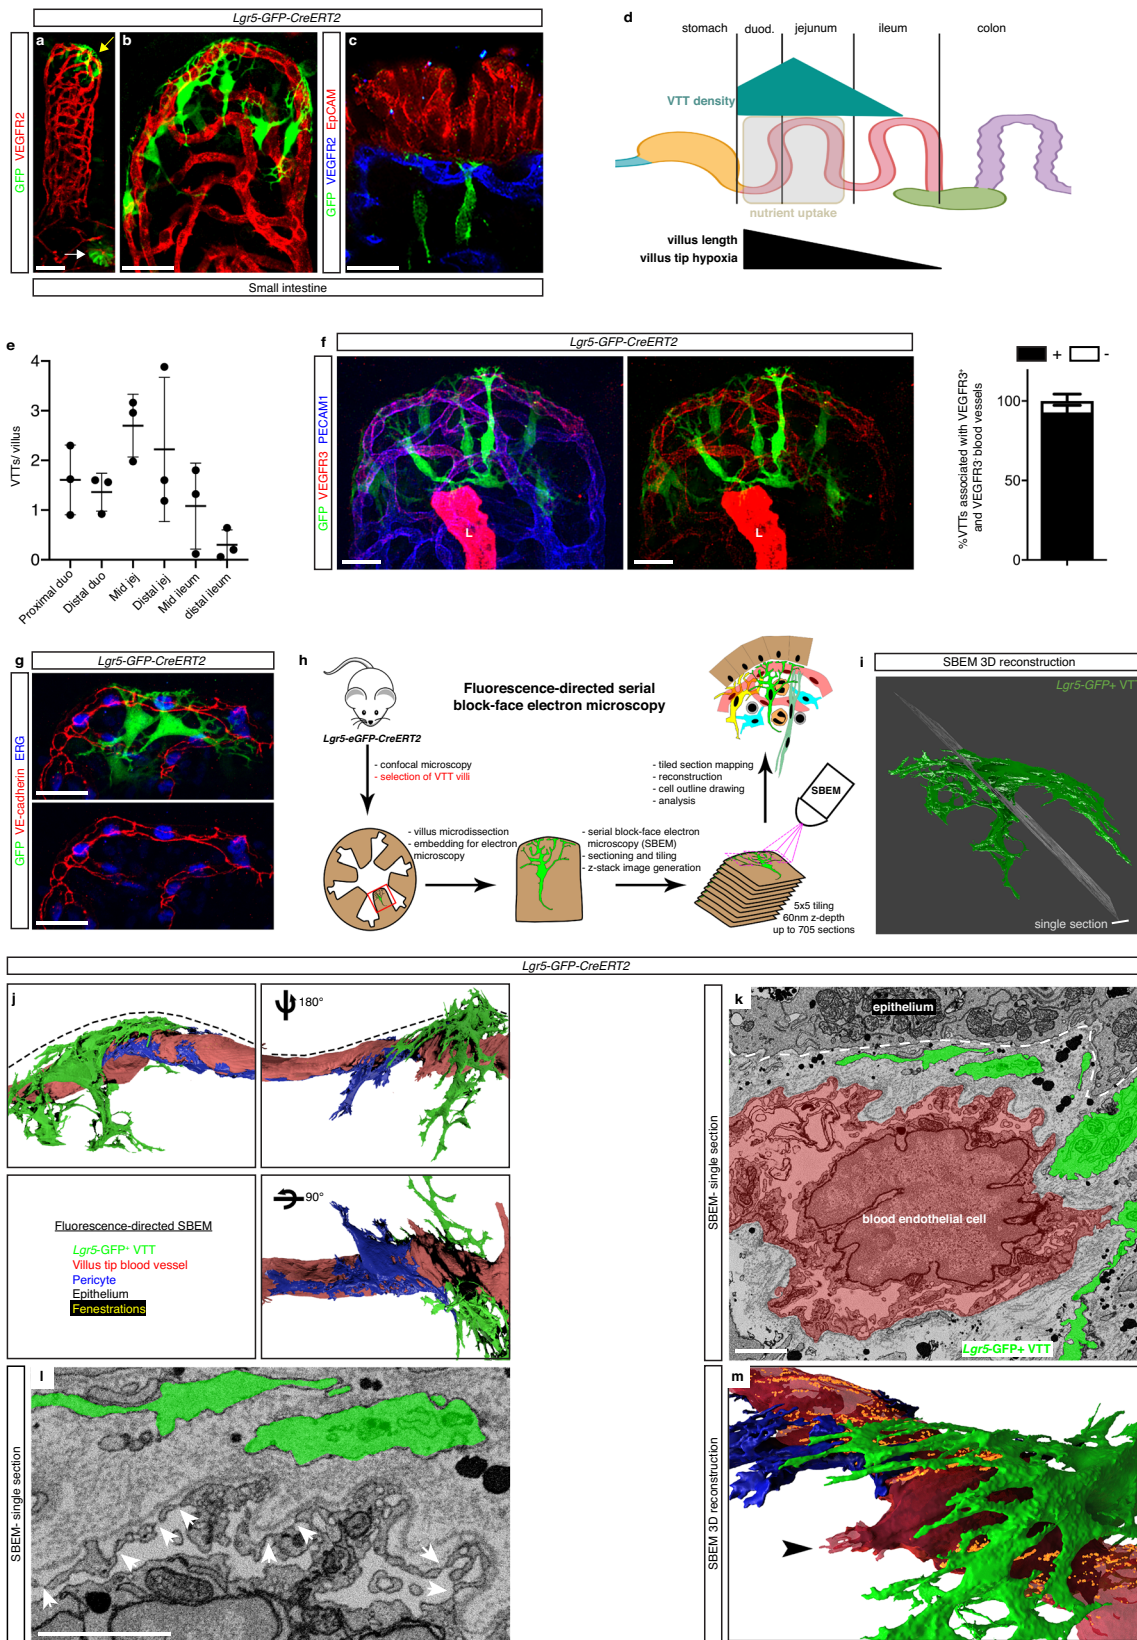 Lgr5-GFP-CreERT2
GFP VEGFR2
a
b
GFP VEGFR2 EpCAM
c
Small intestine
d
stomach
duod.
jejunum
ileum
colon
VTT density
nutrient uptake
villus length
villus tip hypoxia
e
VTTs/ villus
4
3
2
1
0
Proximal duo
Distal duo
Mid jej
Distal jej
Mid ileum
distal ileum
f
Lgr5-GFP-CreERT2
GFP VEGFR3 PECAM1
L
L
+
-
%VTTs associated with VEGFR3+
and VEGFR3- blood vessels
100
50
0
g
Lgr5-GFP-CreERT2
GFP VE-cadherin ERG
h
Fluorescence-directed serial
block-face electron microscopy
Lgr5-eGFP-CreERT2
- confocal microscopy
- selection of VTT villi
- villus microdissection
- embedding for electron
microscopy
- serial block-face electron
microscopy (SBEM)
- sectioning and tiling
- z-stack image generation
- tiled section mapping
- reconstruction
- cell outline drawing
- analysis
SBEM
5x5 tiling
60nm z-depth
up to 705 sections
i
SBEM 3D reconstruction
Lgr5-GFP+ VTT
single section
Lgr5-GFP-CreERT2
j
180°
90°
Fluorescence-directed SBEM
Lgr5-GFP+ VTT
Villus tip blood vessel
Pericyte
Epithelium
Fenestrations
SBEM- single section
k
epithelium
blood endothelial cell
Lgr5-GFP+ VTT
SBEM- single section
l
SBEM 3D reconstruction
m